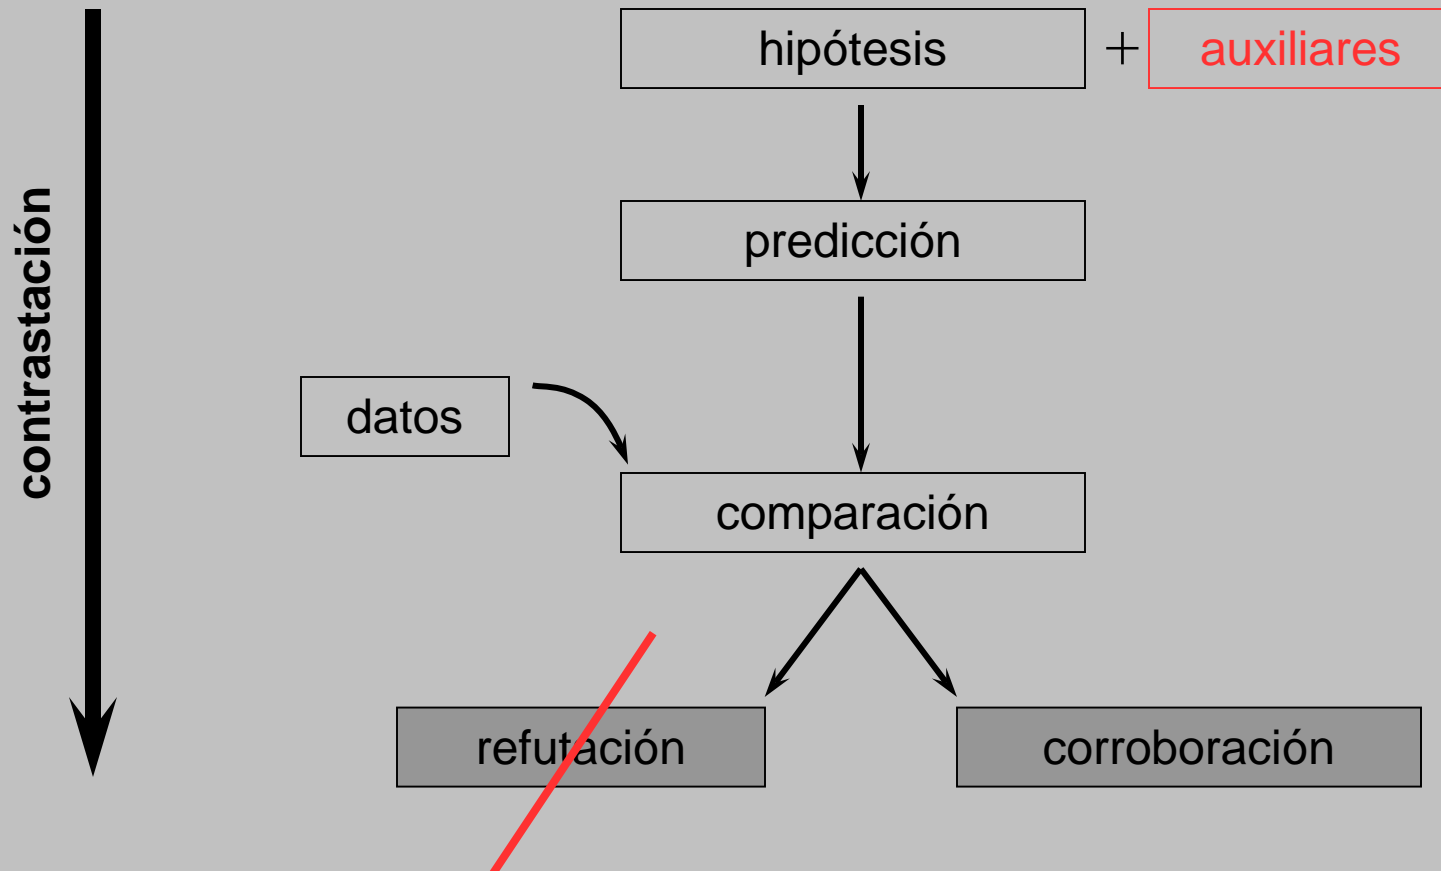 hipótesis + auxiliares
predicción
contrastación
datos
comparación
refutación
corroboración